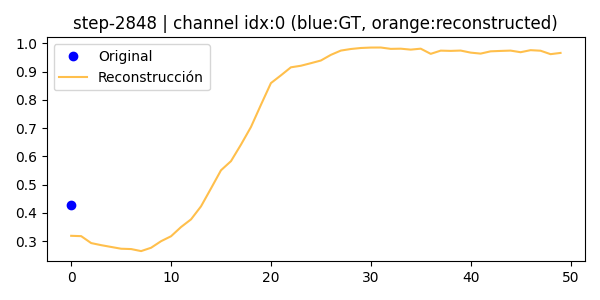 step-2848 | channel idx:0 (blue:GT, orange:reconstructed)
1.0
0.9
0.8
0.7
0.6
0.5
0.4
0.3
Original
Reconstrucción
0 10 20 30 40 50